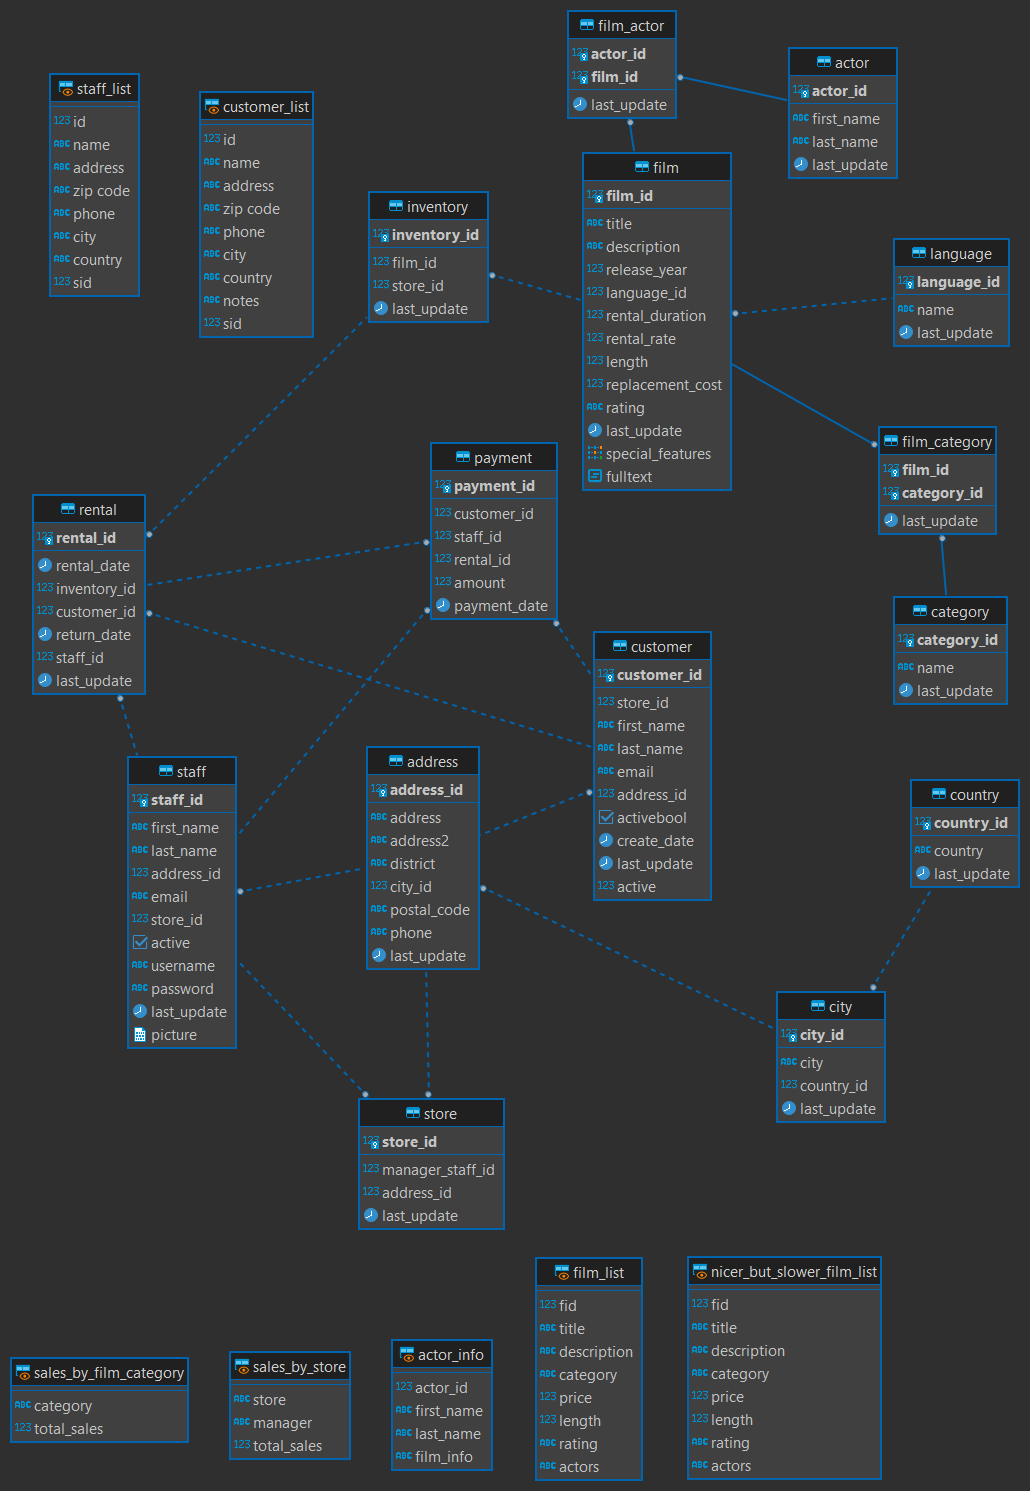 film_actor
123 actor_id
123 film_id
last_update
actor
123 actor_id
ABC first_name
ABC last_name
last_update
staff_list
123 id
ABC name
ABC address
ABC zip code
ABC phone
ABC city
ABC country
123 sid
customer_list
123 id
ABC name
ABC address
ABC zip code
ABC phone
ABC city
ABC country
ABC notes
123 sid
film
123 film_id
ABC title
ABC description
123 release_year
123 language_id
123 rental_duration
123 rental_rate
123 length
123 replacement_cost
ABC rating
last_update
special_features
fulltext
inventory
123 inventory_id
123 film_id
123 store_id
last_update
language
123 language_id
ABC name
last_update
film_category
123 film_id
123 category_id
last_update
payment
123 payment_id
123 customer_id
123 staff_id
123 rental_id
123 amount
payment_date
rental
123 rental_id
rental_date
123 inventory_id
123 customer_id
return_date
123 staff_id
last_update
category
123 category_id
ABC name
last_update
customer
123 customer_id
123 store_id
ABC first_name
ABC last_name
ABC email
123 address_id
activebool
create_date
last_update
123 active
address
123 address_id
ABC address
ABC address2
ABC district
123 city_id
ABC postal_code
ABC phone
last_update
staff
123 staff_id
ABC first_name
ABC last_name
123 address_id
ABC email
123 store_id
active
ABC username
ABC password
last_update
picture
country
123 country_id
ABC country
last_update
city
123 city_id
ABC city
123 country_id
last_update
store
123 store_id
123 manager_staff_id
123 address_id
last_update
film_list
123 fid
ABC title
ABC description
ABC category
123 price
123 length
ABC rating
ABC actors
nicer_but_slower_film_list
123 fid
ABC title
ABC description
ABC category
123 price
123 length
ABC rating
ABC actors
sales_by_film_category
ABC category
123 total_sales
sales_by_store
ABC store
ABC manager
123 total_sales
actor_info
123 actor_id
ABC first_name
ABC last_name
ABC film_info